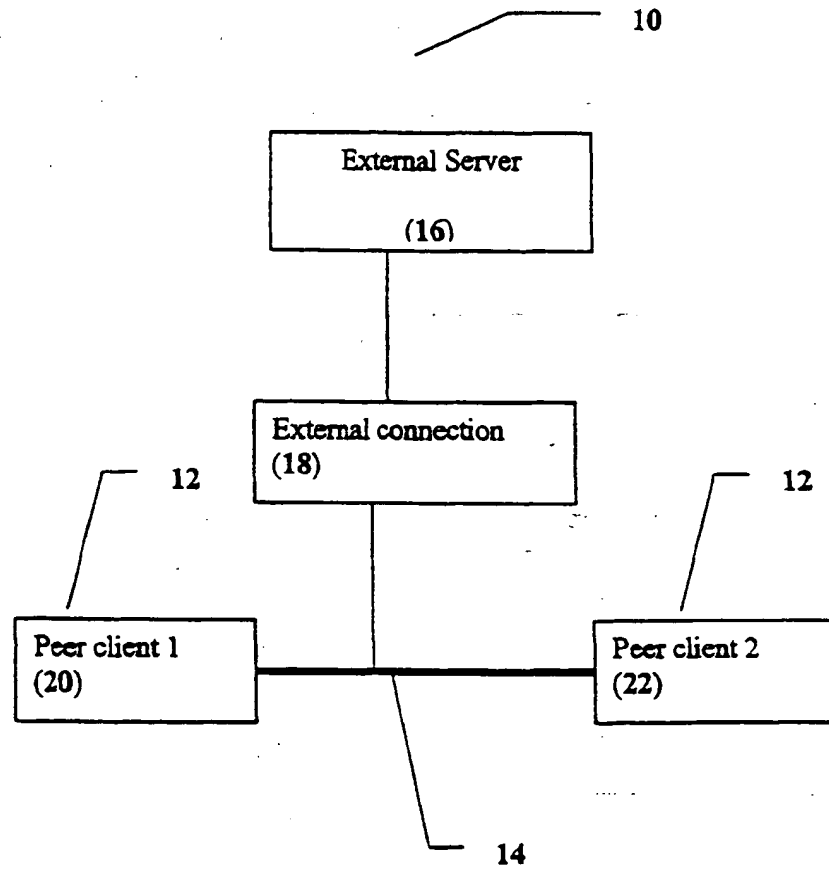 10
External Server
(16)
External connection
(18)
12
12
Peer client 1
(20)
Peer client 2
(22)
14